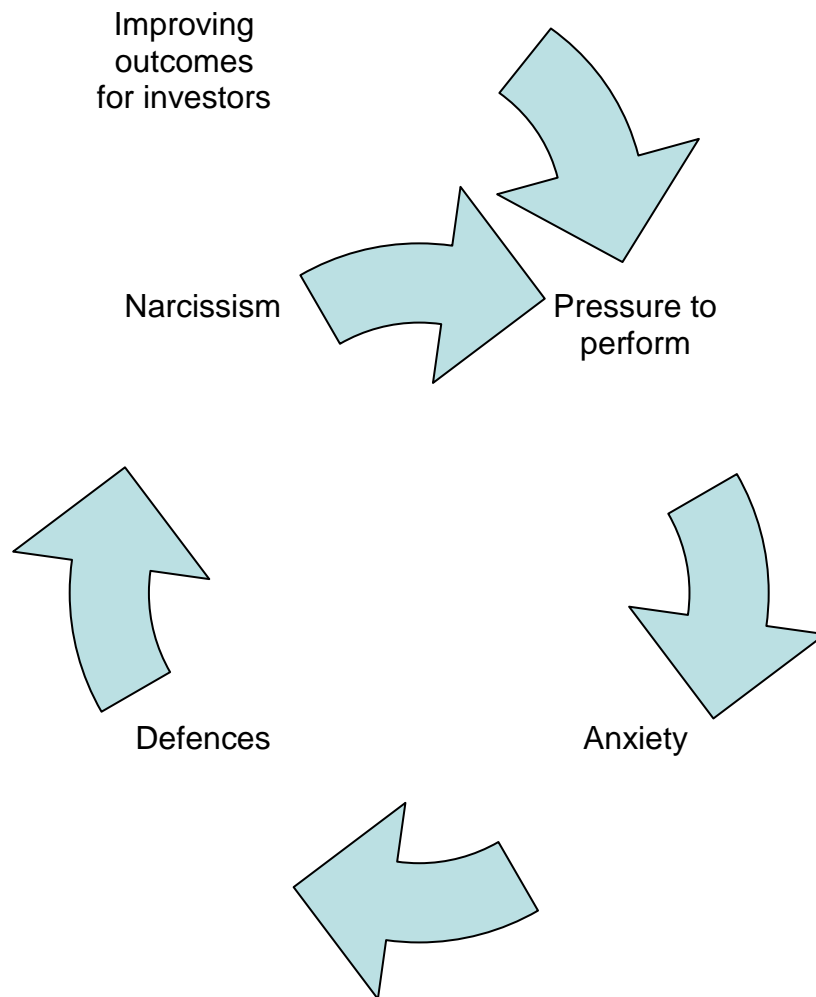 Improving
outcomes
for investors
Narcissism
Pressure to
perform
Defences
Anxiety